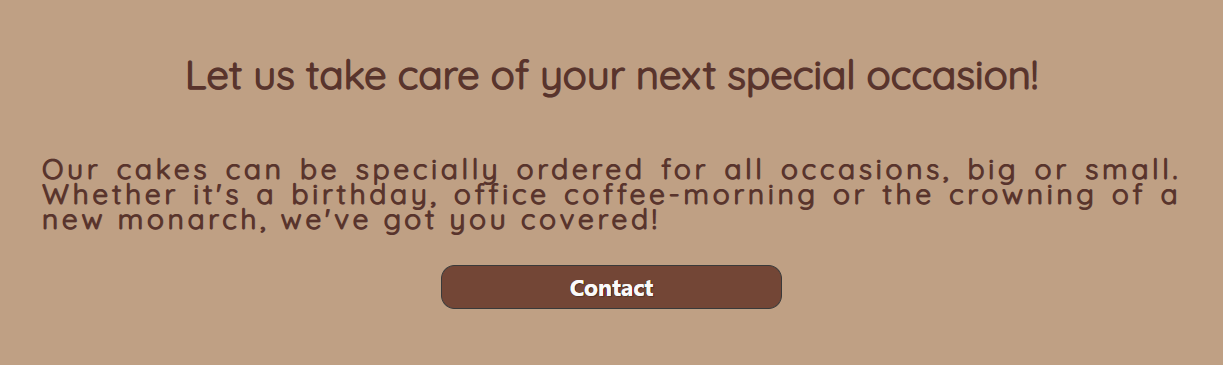 Let us take care of your next special occasion!
Our cakes can be specially ordered for all occasions, big or small.
Whether it's a birthday, office coffee-morning or the crowning of a
new monarch, we've got you covered!
Contact